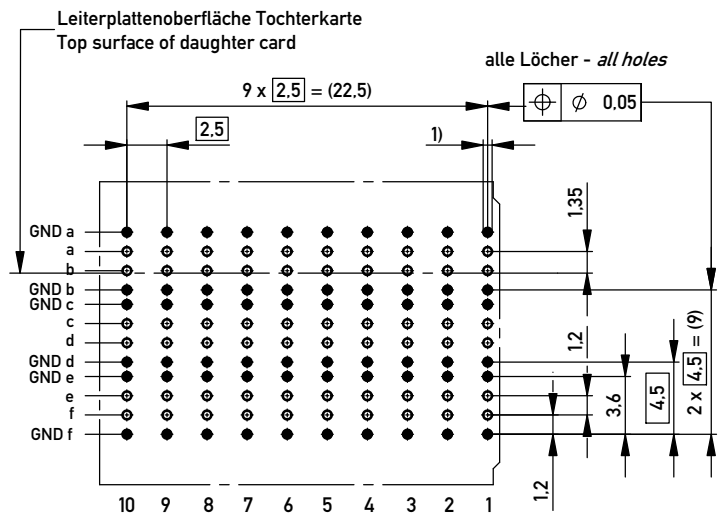 Leiterplattenoberfläche Tochterkarte
Top surface of daughter card
alle Löcher - all holes
9 x 2,5 = (22,5)
⌖ ⌀ 0,05
2,5
1)
1,35
GND a
a
b
GND b
GND c
c
d
GND d
GND e
e
f
GND f
1,2
3,6
4,5
2 x 4,5 = (9)
1,2
10 9 8 7 6 5 4 3 2 1